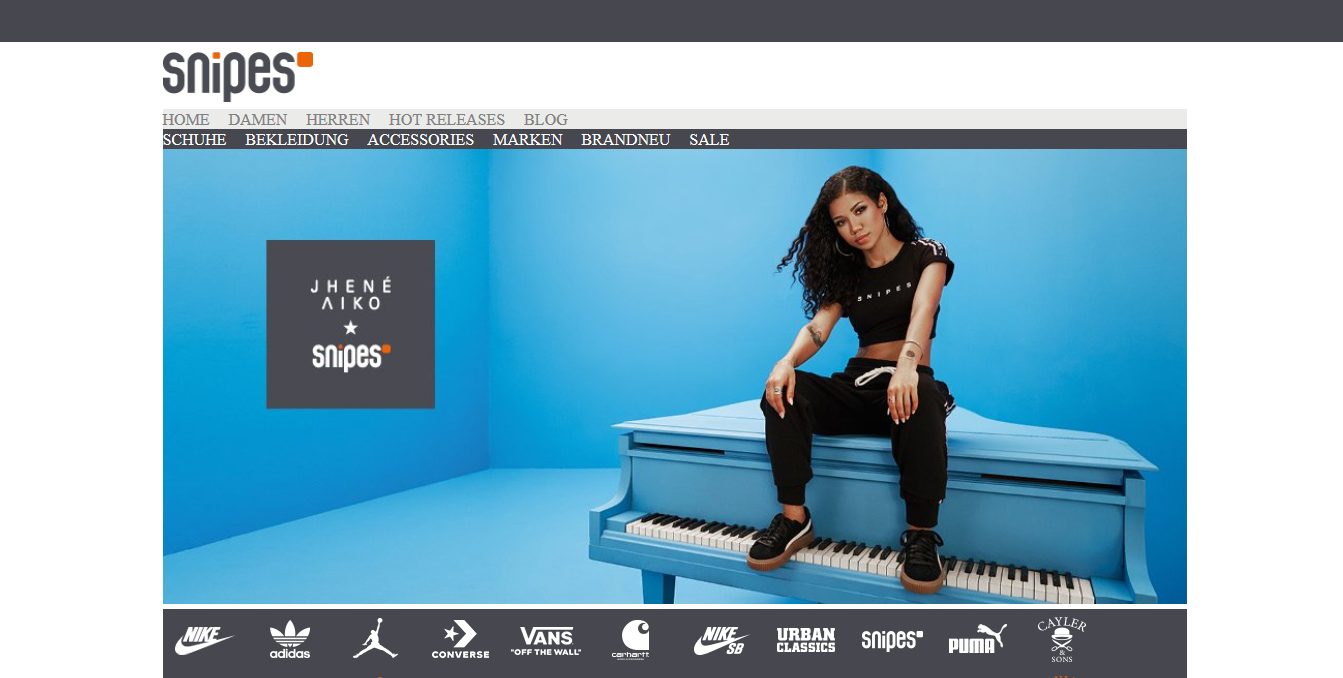 snipes
HOME DAMEN HERREN HOT RELEASES BLOG
SCHUHE BEKLEIDUNG ACCESSORIES MARKEN BRANDNEU SALE
JHENÉ
AIKO
snipes
SNIPES
NIKE adidas CONVERSE VANS "OFF THE WALL" carhartt NIKE SB URBAN CLASSICS snipes PUMA CAYLER & SONS